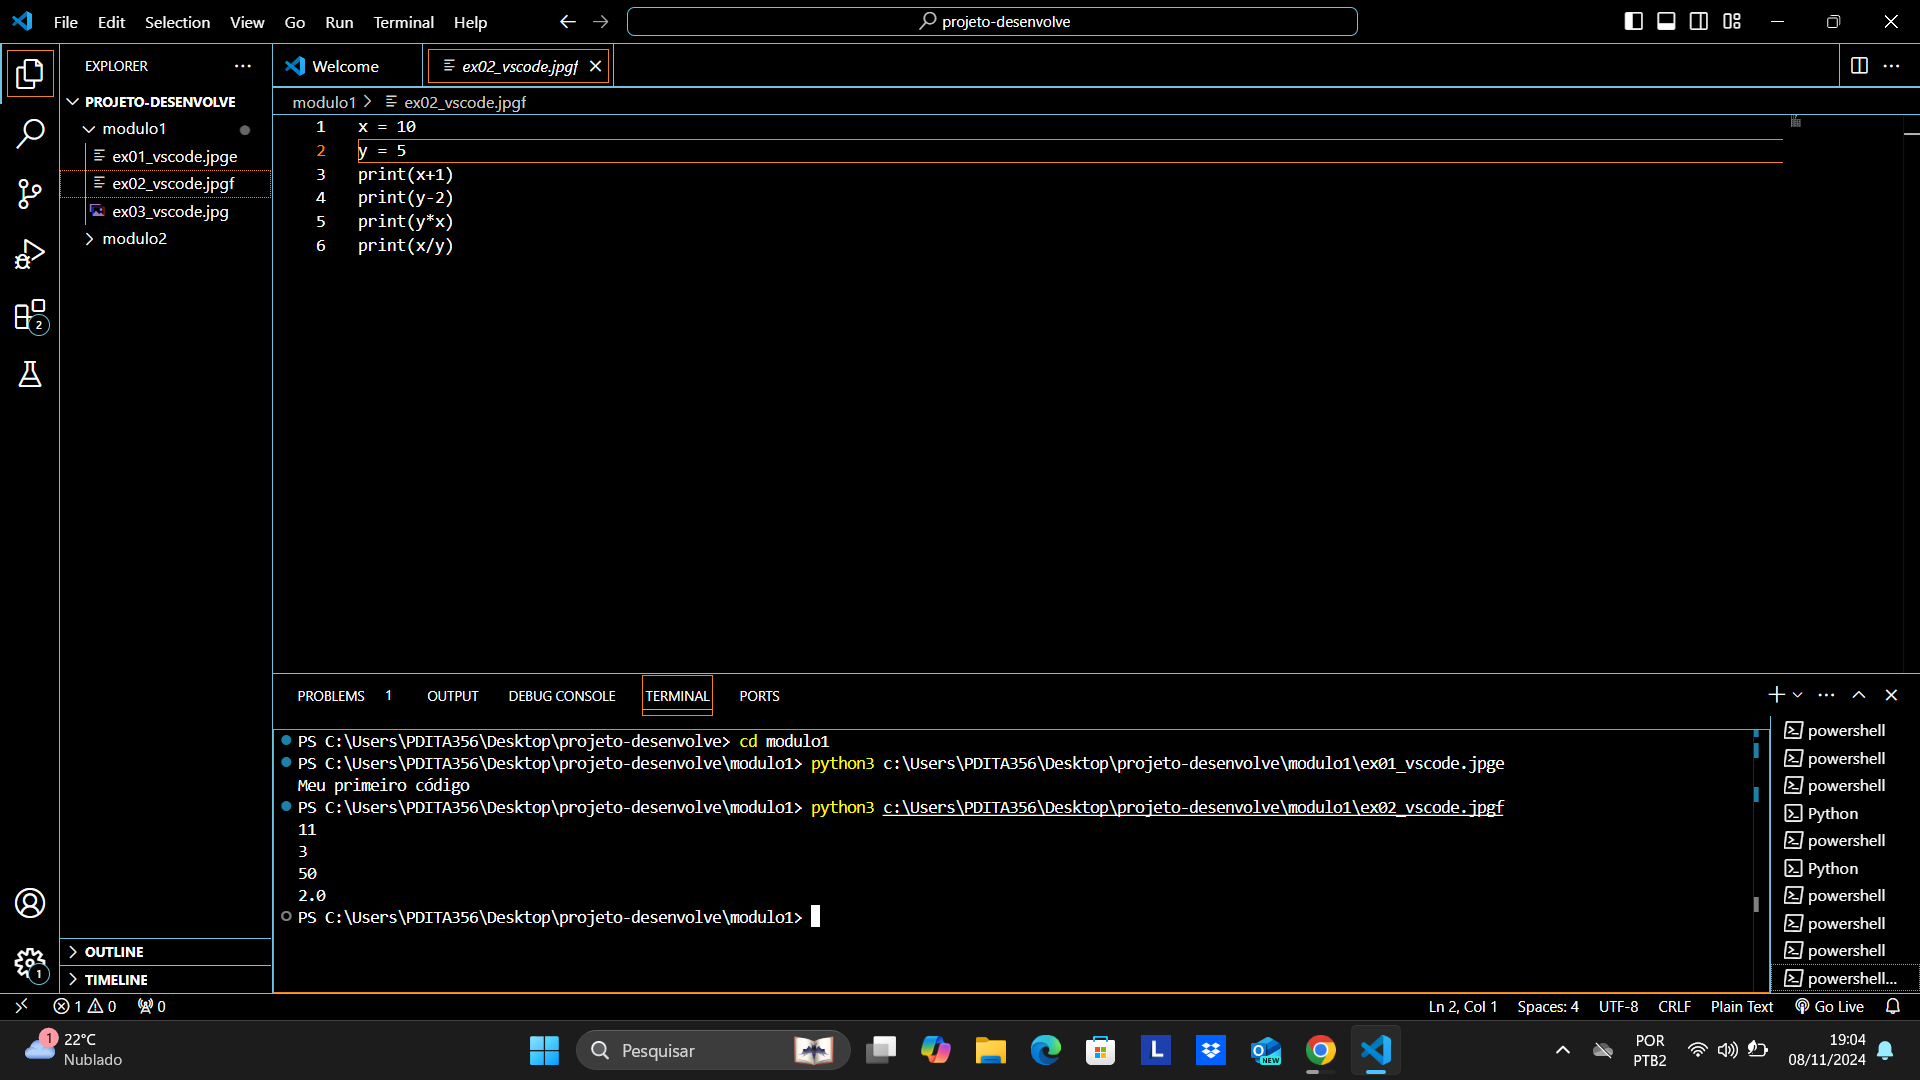 File Edit Selection View Go Run Terminal Help
projeto-desenvolve
EXPLORER
PROJETO-DESENVOLVE
modulo1
ex01_vscode.jpge
ex02_vscode.jpgf
ex03_vscode.jpg
modulo2
2
OUTLINE
TIMELINE
1
Welcome
ex02_vscode.jpgf
modulo1 > ex02_vscode.jpgf
1 x = 10
2 y = 5
3 print(x+1)
4 print(y-2)
5 print(y*x)
6 print(x/y)
PROBLEMS 1 OUTPUT DEBUG CONSOLE TERMINAL PORTS
PS C:\Users\PDITA356\Desktop\projeto-desenvolve> cd modulo1
PS C:\Users\PDITA356\Desktop\projeto-desenvolve\modulo1> python3 c:\Users\PDITA356\Desktop\projeto-desenvolve\modulo1\ex01_vscode.jpge
Meu primeiro código
PS C:\Users\PDITA356\Desktop\projeto-desenvolve\modulo1> python3 c:\Users\PDITA356\Desktop\projeto-desenvolve\modulo1\ex02_vscode.jpgf
11
3
50
2.0
PS C:\Users\PDITA356\Desktop\projeto-desenvolve\modulo1>
powershell
powershell
powershell
Python
powershell
Python
powershell
powershell
powershell
powershell...
1 0 0
Ln 2, Col 1 Spaces: 4 UTF-8 CRLF Plain Text Go Live
1
22°C
Nublado
Pesquisar
L
NEW
POR
PTB2
19:04
08/11/2024